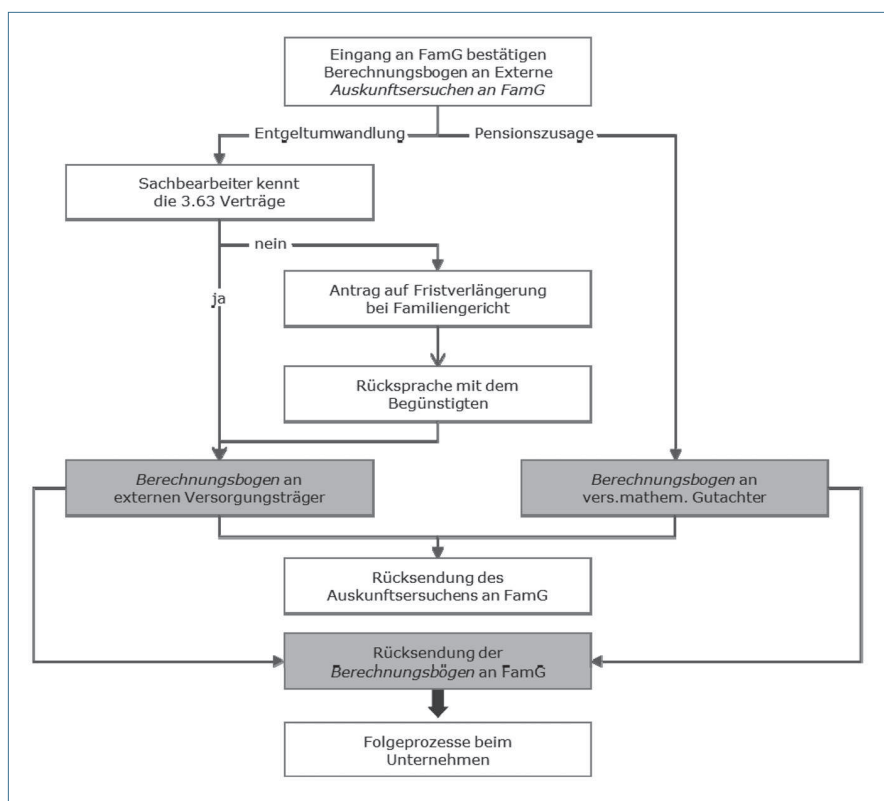 Eingang an FamG bestätigen
Berechnungsbogen an Externe
Auskunftsersuchen an FamG
Entgeltumwandlung
Pensionszusage
Sachbearbeiter kennt
die 3.63 Verträge
nein
ja
Antrag auf Fristverlängerung
bei Familiengericht
Rücksprache mit dem
Begünstigten
Berechnungsbogen an
externen Versorgungsträger
Berechnungsbogen an
vers.mathem. Gutachter
Rücksendung des
Auskunftsersuchens an FamG
Rücksendung der
Berechnungsbögen an FamG
Folgeprozesse beim
Unternehmen